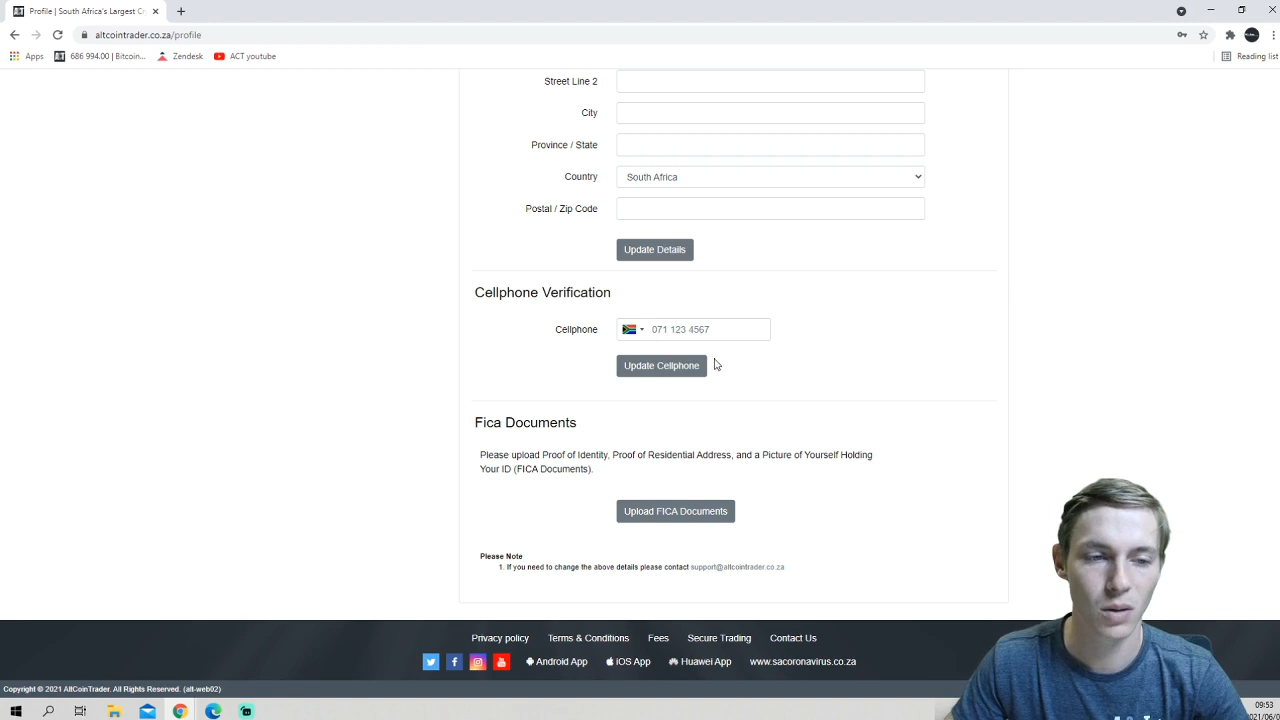 Profile | South Africa's Largest Cr
altcointrader.co.za/profile
Apps 686 994.00 | Bitcoin... Zendesk ACT youtube Reading list
Street Line 2
City
Province / State
Country South Africa
Postal / Zip Code
Update Details
Cellphone Verification
Cellphone 071 123 4567
Update Cellphone
Fica Documents
Please upload Proof of Identity, Proof of Residential Address, and a Picture of Yourself Holding
Your ID (FICA Documents).
Upload FICA Documents
Please Note
1. If you need to change the above details please contact support@altcointrader.co.za
Privacy policy Terms & Conditions Fees Secure Trading Contact Us
Android App iOS App Huawei App www.sacoronavirus.co.za
Copyright © 2021 AltCoinTrader. All Rights Reserved. (alt-web02)
09:53